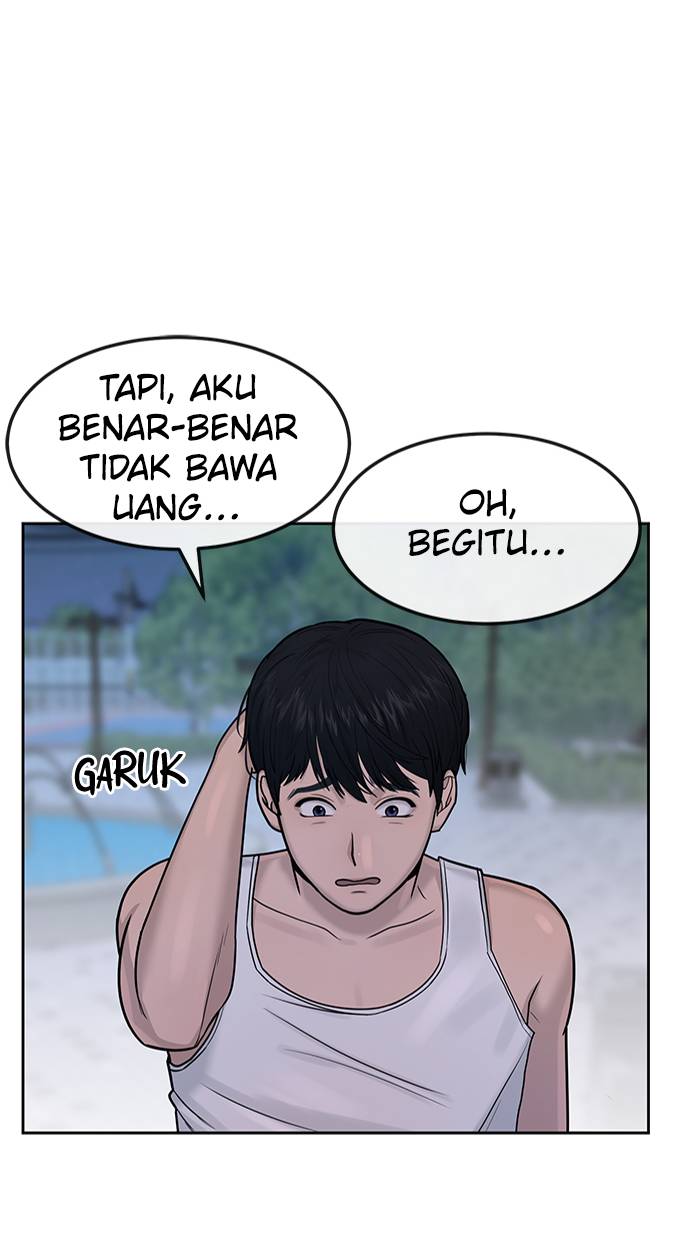 TAPI, AKU
BENAR-BENAR
TIDAK BAWA
UANG...
OH,
BEGITU...
GARUK